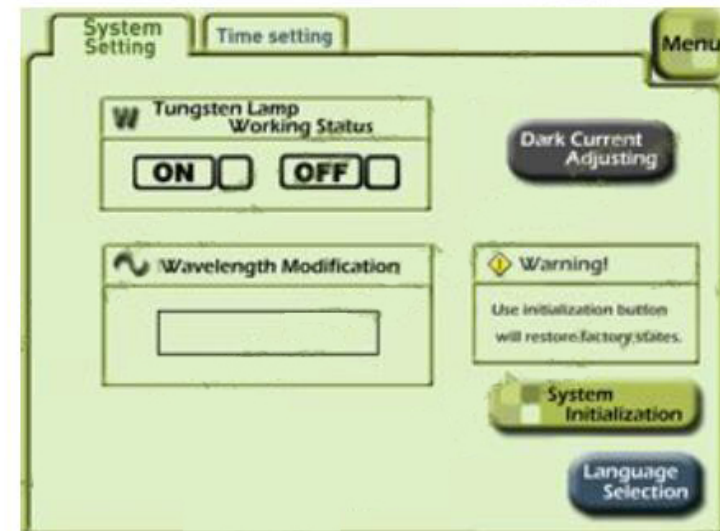 System
Setting
Time setting
Menu
W Tungsten Lamp
Working Status
ON OFF
Dark Current
Adjusting
Wavelength Modification
Warning!
Use initialization button
will restore factory states.
System
Initialization
Language
Selection